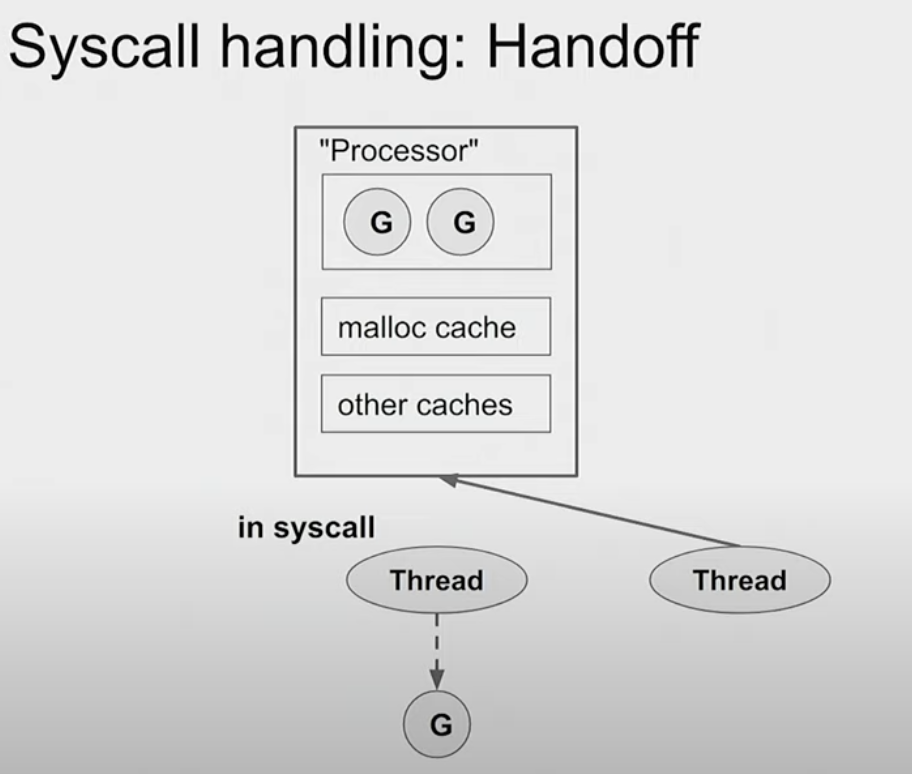 Syscall handling: Handoff
"Processor"
G G
malloc cache
other caches
in syscall
Thread Thread
G